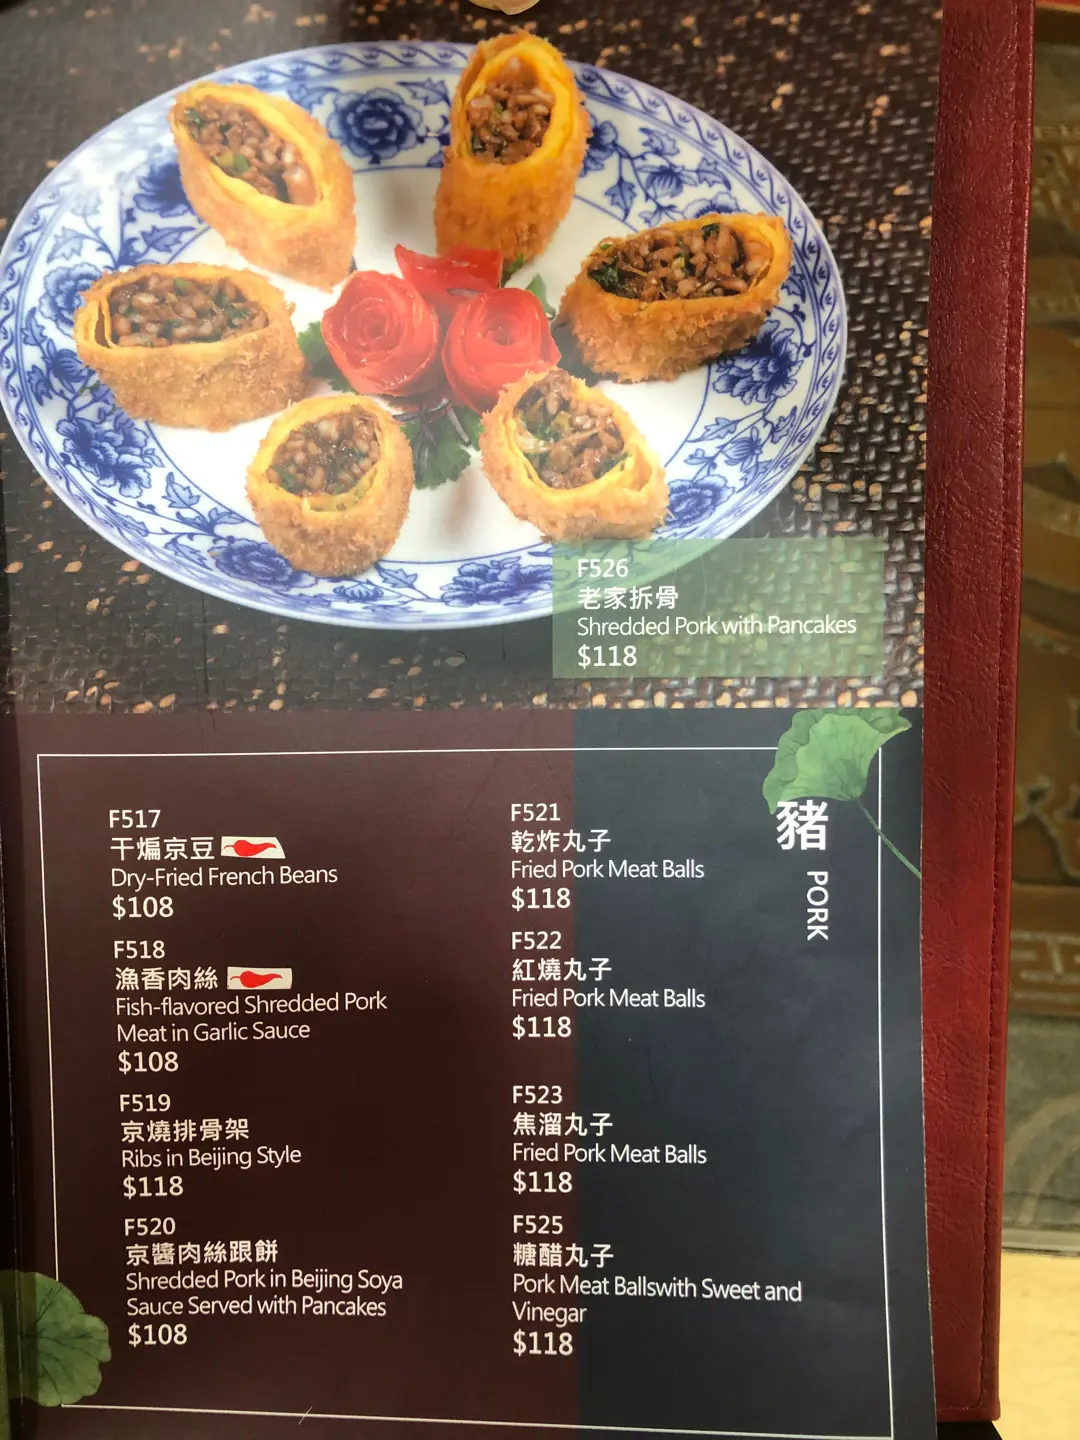 F526
老家拆骨
Shredded Pork with Pancakes
$118
豬 PORK
F517
干煸京豆
Dry-Fried French Beans
$108
F518
漁香肉絲
Fish-flavored Shredded Pork
Meat in Garlic Sauce
$108
F519
京燒排骨架
Ribs in Beijing Style
$118
F520
京醬肉絲跟餅
Shredded Pork in Beijing Soya
Sauce Served with Pancakes
$108
F521
乾炸丸子
Fried Pork Meat Balls
$118
F522
紅燒丸子
Fried Pork Meat Balls
$118
F523
焦溜丸子
Fried Pork Meat Balls
$118
F525
糖醋丸子
Pork Meat Ballswith Sweet and
Vinegar
$118